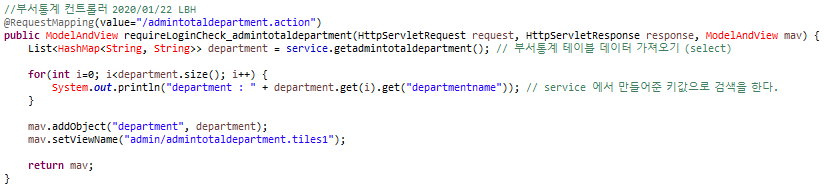 //부서통계 컨트롤러 2020/01/22 LBH
@RequestMapping(value="/admintotaldepartment.action")
public ModelAndView requireLoginCheck_admintotaldepartment(HttpServletRequest request, HttpServletResponse response, ModelAndView mav) {
List<HashMap<String, String>> department = service.getadmintotaldepartment(); // 부서통계 테이블 데이터 가져오기 (select)
for(int i=0; i<department.size(); i++) {
System.out.println("department : " + department.get(i).get("departmentname")); // service 에서 만들어준 키값으로 검색을 한다.
}
mav.addObject("department", department);
mav.setViewName("admin/admintotaldepartment.tiles1");
return mav;
}